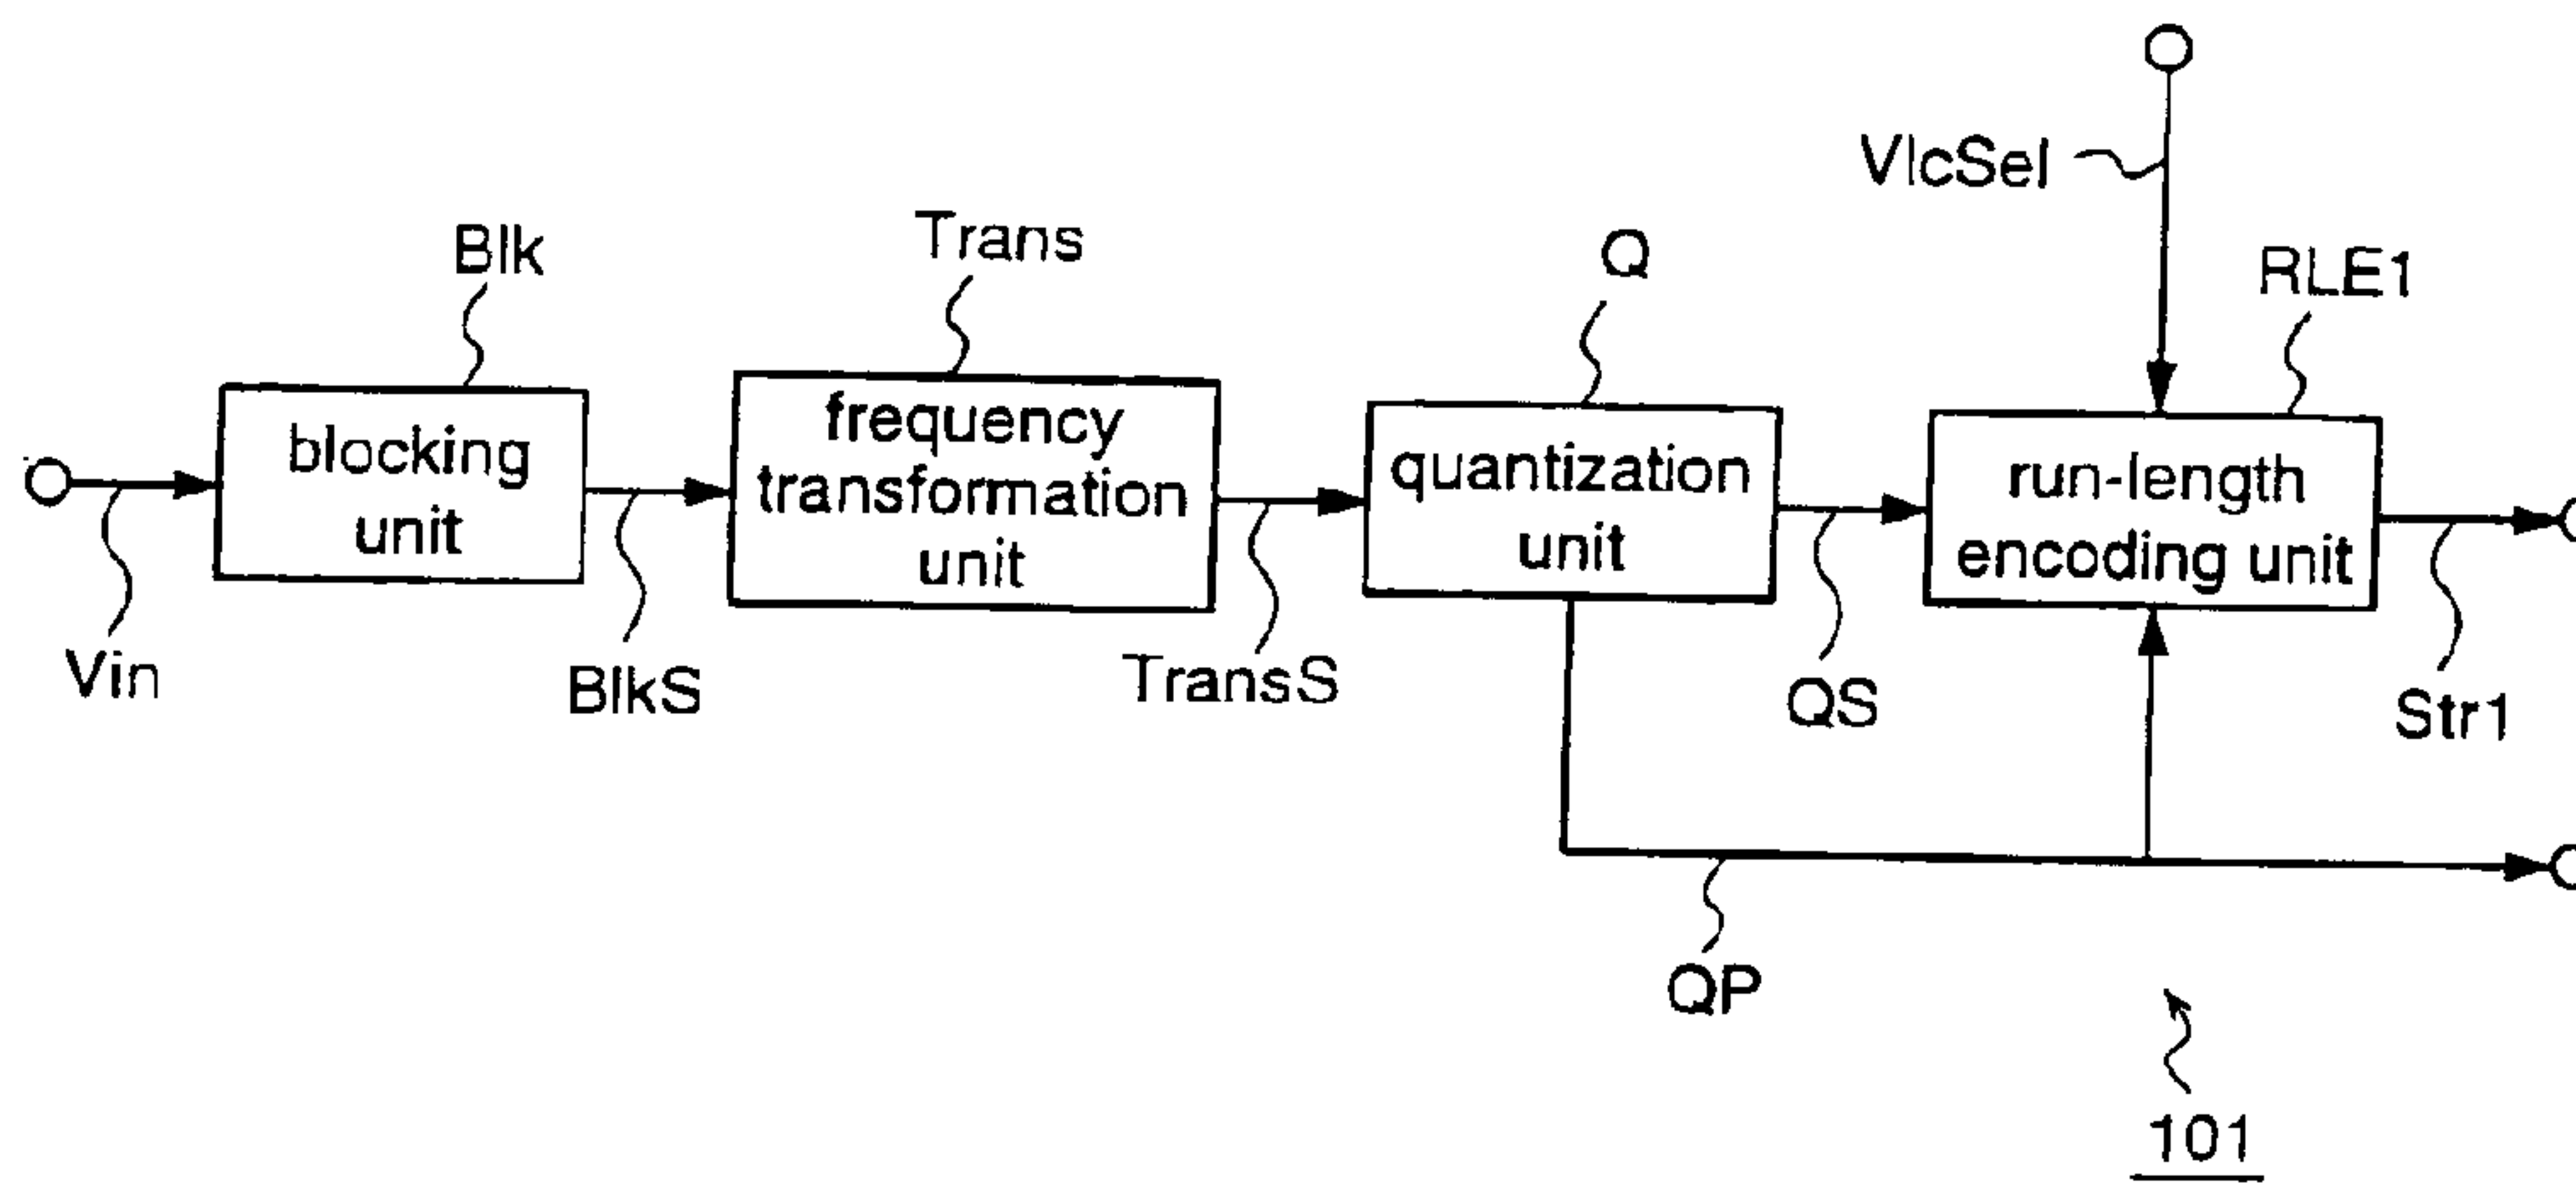 VlcSel
Blk
Trans
Q
RLE1
blocking
unit
frequency
transformation
unit
quantization
unit
run-length
encoding unit
Vin
BlkS
TransS
QS
Str1
QP
101